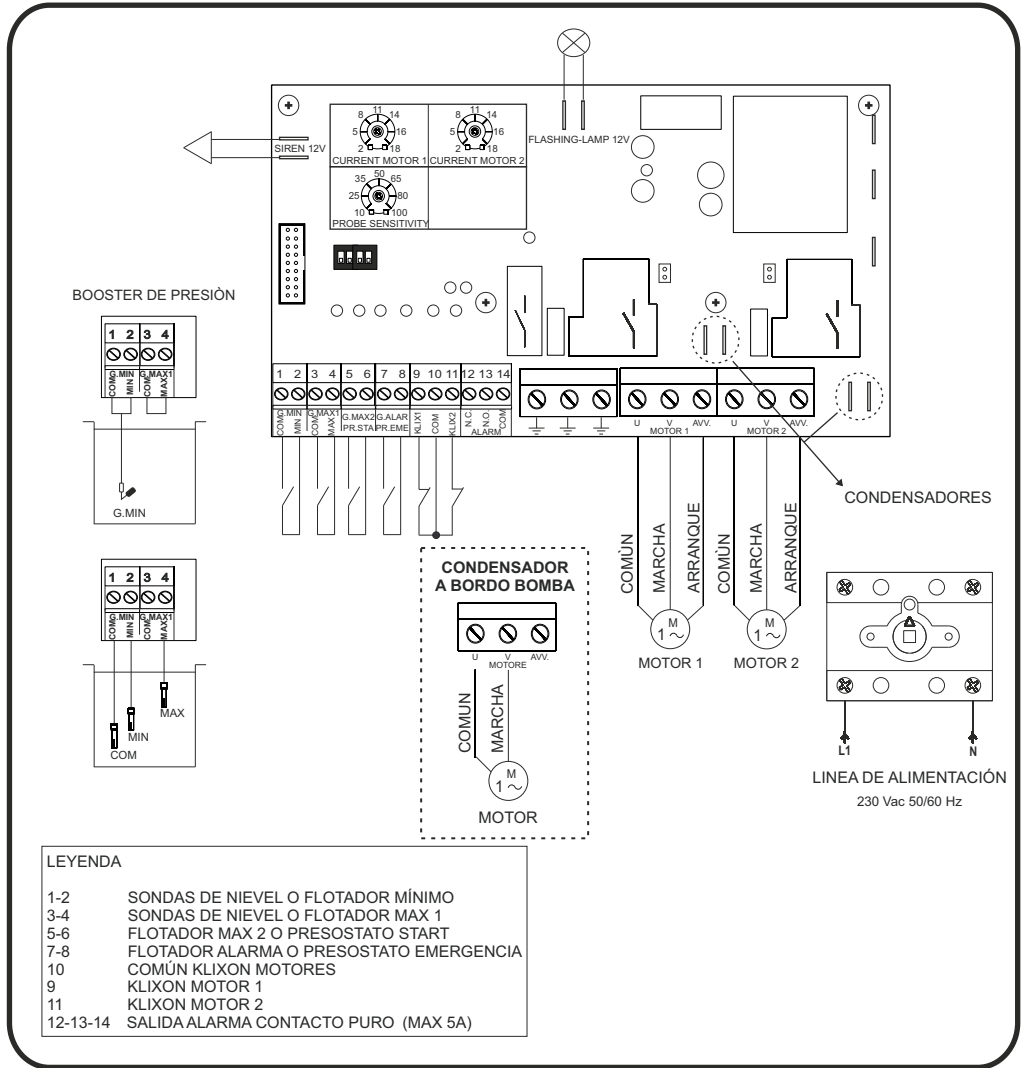 8 11 14
5 16
2 18
CURRENT MOTOR 1
8 11 14
5 16
2 18
CURRENT MOTOR 2
35 50 65
25 80
10 100
PROBE SENSITIVITY
SIREN 12V
FLASHING-LAMP 12V
BOOSTER DE PRESIÒN
1 2 3 4
G.MIN G.MAX1
COM MIN COM MAX1
G.MIN
1 2 3 4
G.MIN G.MAX1
COM MIN COM MAX1
MAX
MIN
COM
1 2 3 4 5 6 7 8 9 10 11 12 13 14
G.MIN G.MAX1 G.MAX2 G.ALAR
COM MIN COM MAX1 PR.STA PR.EME KLIX1 COM KLIX2 N.C. N.O. COM
ALARM
U V AVV. U V AVV.
MOTOR 1 MOTOR 2
CONDENSADORES
COMÙN MARCHA ARRANQUE COMÙN MARCHA ARRANQUE
M M
1 ~ 1 ~
MOTOR 1 MOTOR 2
CONDENSADOR
A BORDO BOMBA
U V AVV.
MOTORE
COMUN MARCHA
M
1 ~
MOTOR
L1 N
LINEA DE ALIMENTACIÓN
230 Vac 50/60 Hz
LEYENDA
1-2 SONDAS DE NIEVEL O FLOTADOR MÍNIMO
3-4 SONDAS DE NIEVEL O FLOTADOR MAX 1
5-6 FLOTADOR MAX 2 O PRESOSTATO START
7-8 FLOTADOR ALARMA O PRESOSTATO EMERGENCIA
10 COMÚN KLIXON MOTORES
9 KLIXON MOTOR 1
11 KLIXON MOTOR 2
12-13-14 SALIDA ALARMA CONTACTO PURO (MAX 5A)